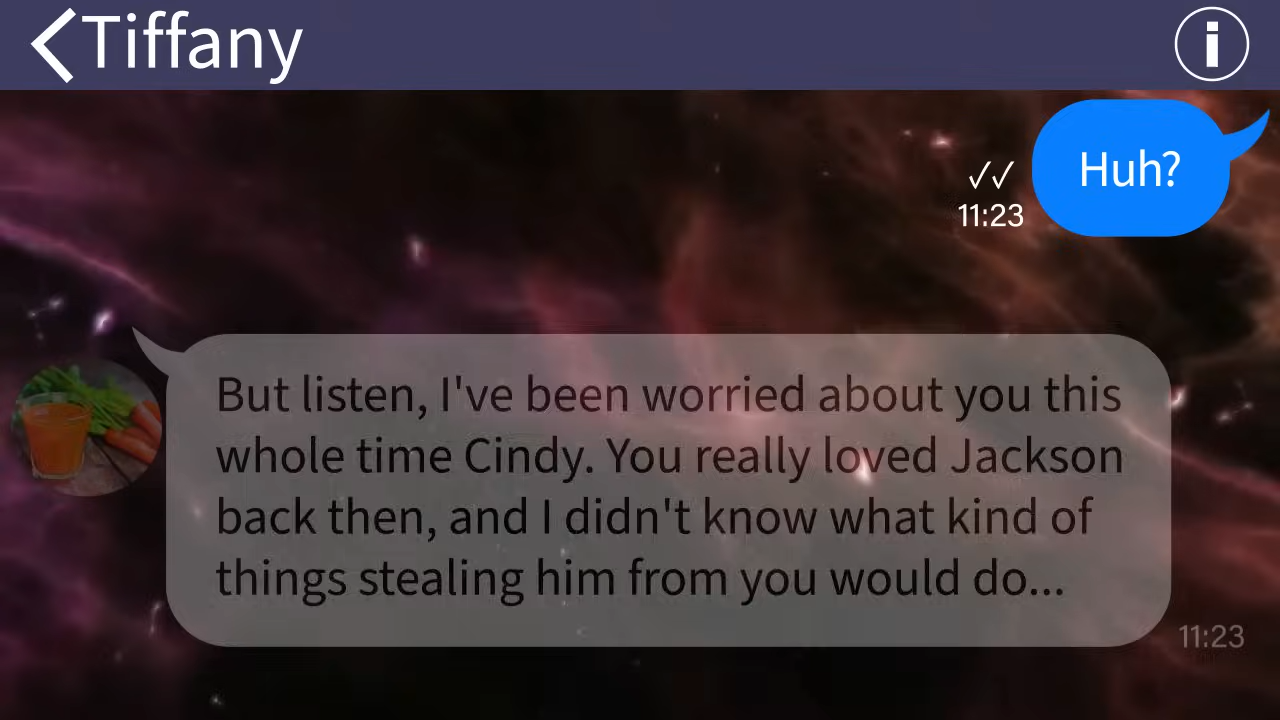 Tiffany
Huh?
✓✓
11:23
But listen, I've been worried about you this
whole time Cindy. You really loved Jackson
back then, and I didn't know what kind of
things stealing him from you would do...
11:23